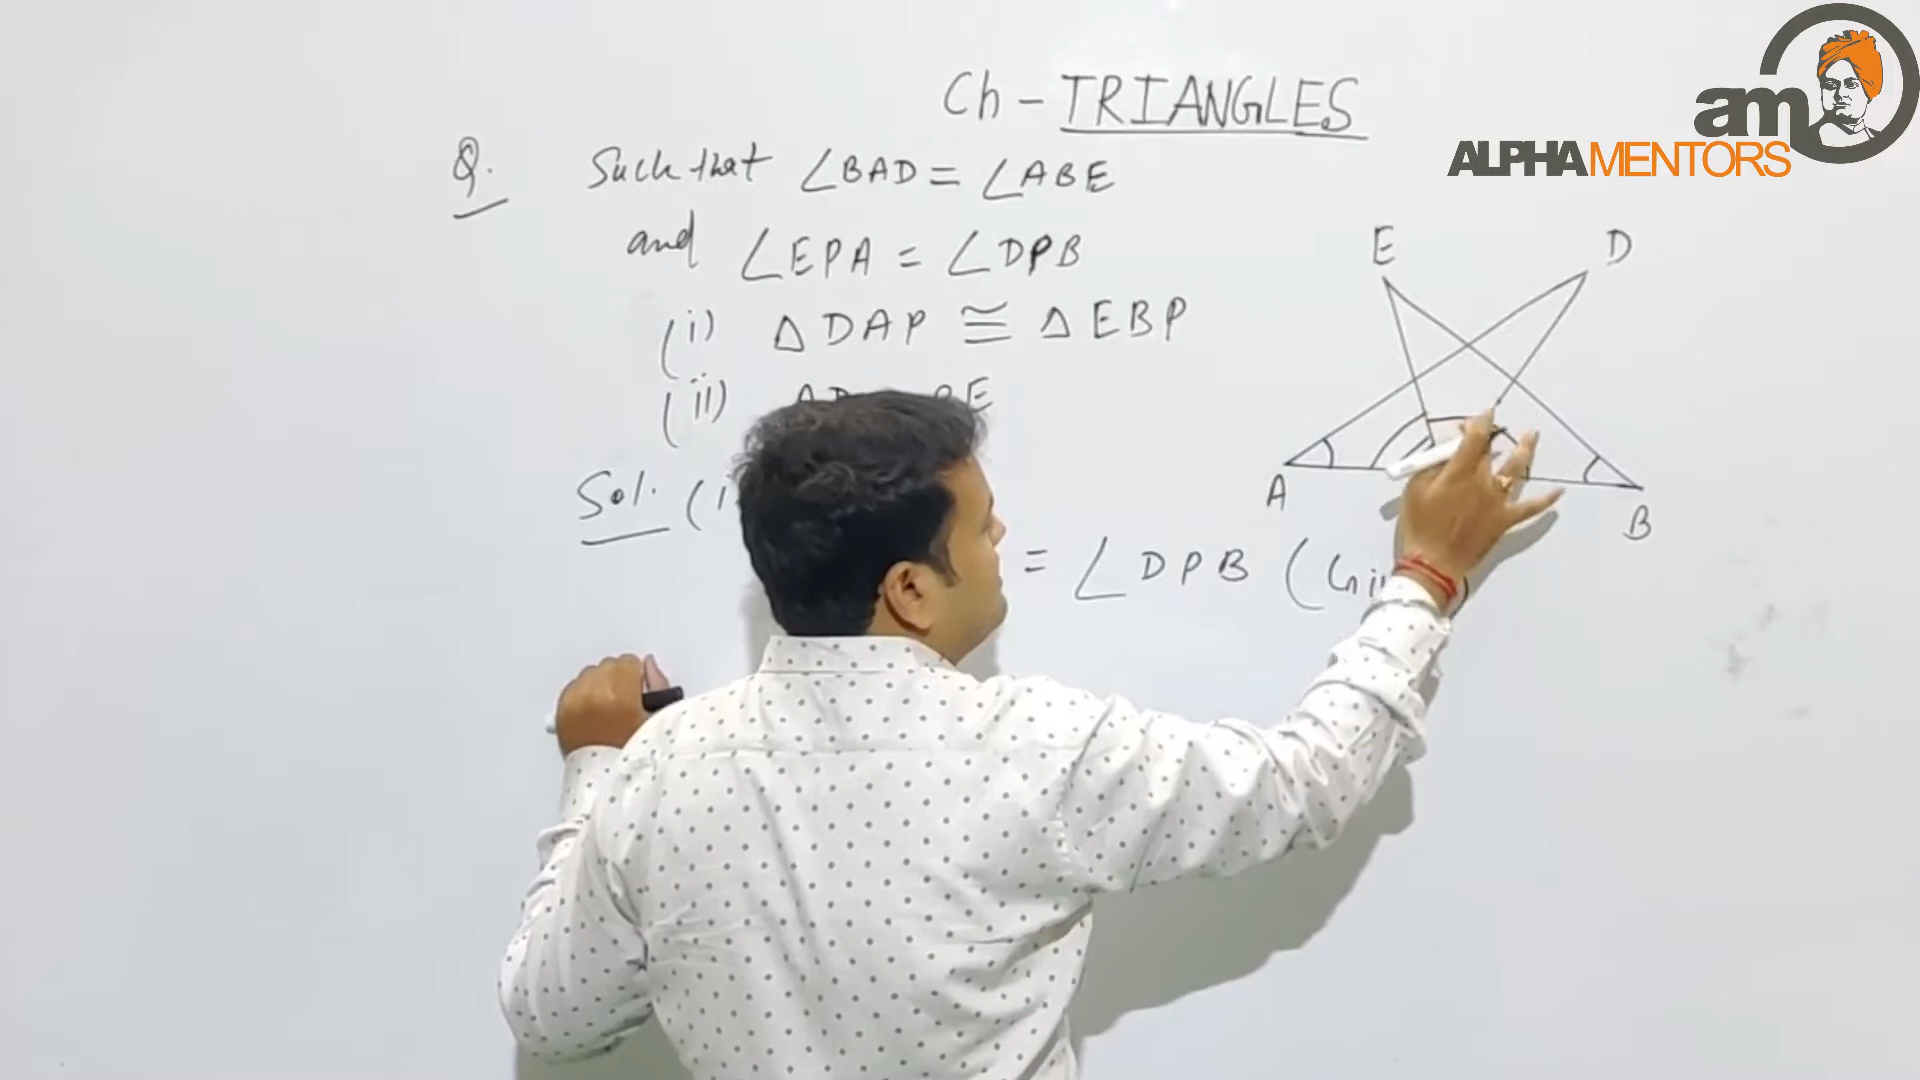 Ch - TRIANGLES
am
ALPHAMENTORS
Q. Such that ∠BAD = ∠ABE
and ∠EPA = ∠DPB
(i) △DAP ≅ △EBP
(ii)
Sol. (i
= ∠DPB (Gi
E
D
A
B